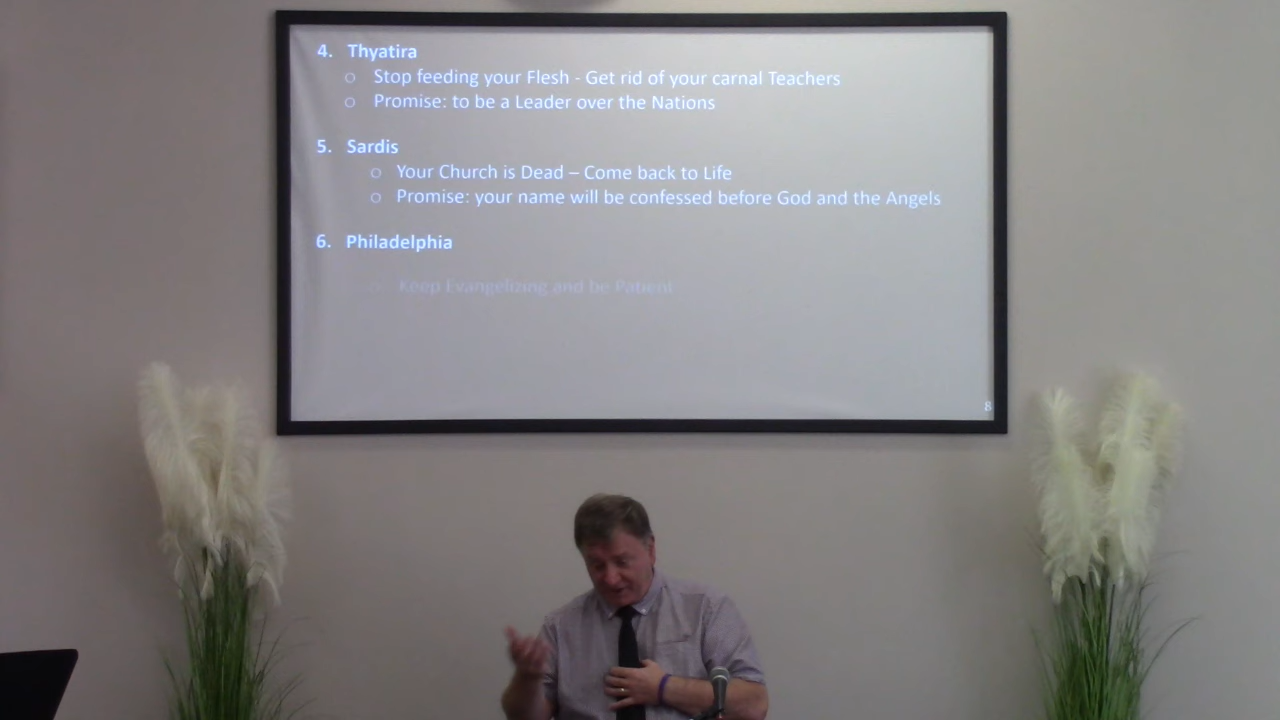 4. Thyatira
○ Stop feeding your Flesh - Get rid of your carnal Teachers
○ Promise: to be a Leader over the Nations
5. Sardis
○ Your Church is Dead – Come back to Life
○ Promise: your name will be confessed before God and the Angels
6. Philadelphia
○ Keep Evangelizing and be Patient
8